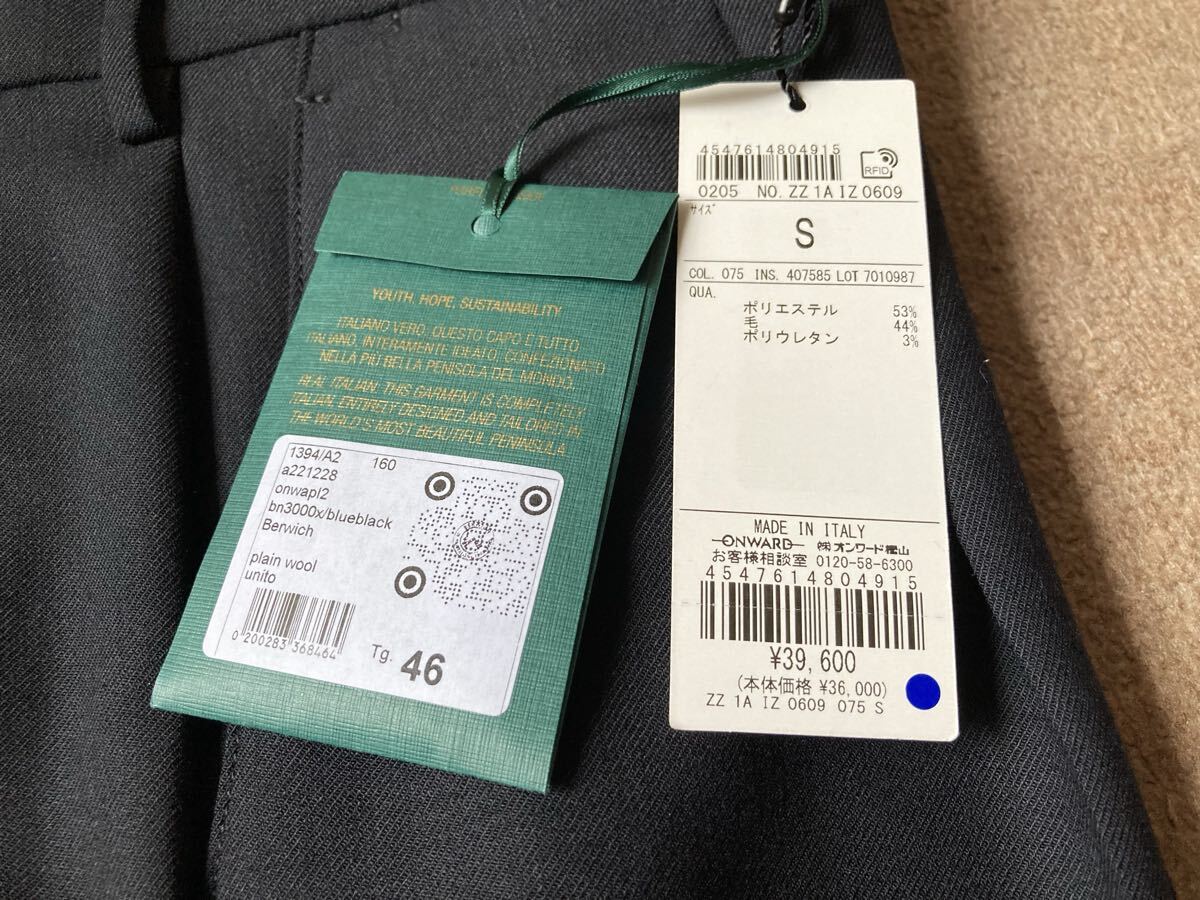 YOUTH. HOPE. SUSTAINABILITY
ITALIANO VERO. QUESTO CAPO È TUTTO
ITALIANO, INTERAMENTE IDEATO, CONFEZIONATO
NELLA PIÙ BELLA PENISOLA DEL MONDO.
REAL ITALIAN. THIS GARMENT IS COMPLETELY
ITALIAN, ENTIRELY DESIGNED AND TAILORED IN
THE WORLD'S MOST BEAUTIFUL PENINSULA.
1394/A2 160
a221228
onwapl2
bn3000x/blueblack
Berwich
plain wool
unito
0 200283 368464
Tg. 46
4547614804915
RFID
0205 NO. ZZ 1A IZ 0609
サイズ
S
COL. 075 INS. 407585 LOT 7010987
QUA.
ポリエステル 53%
毛 44%
ポリウレタン 3%
MADE IN ITALY
ONWARD ㈱オンワード樫山
お客様相談室 0120-58-6300
4547614804915
¥39,600
(本体価格 ¥36,000)
ZZ 1A IZ 0609 075 S